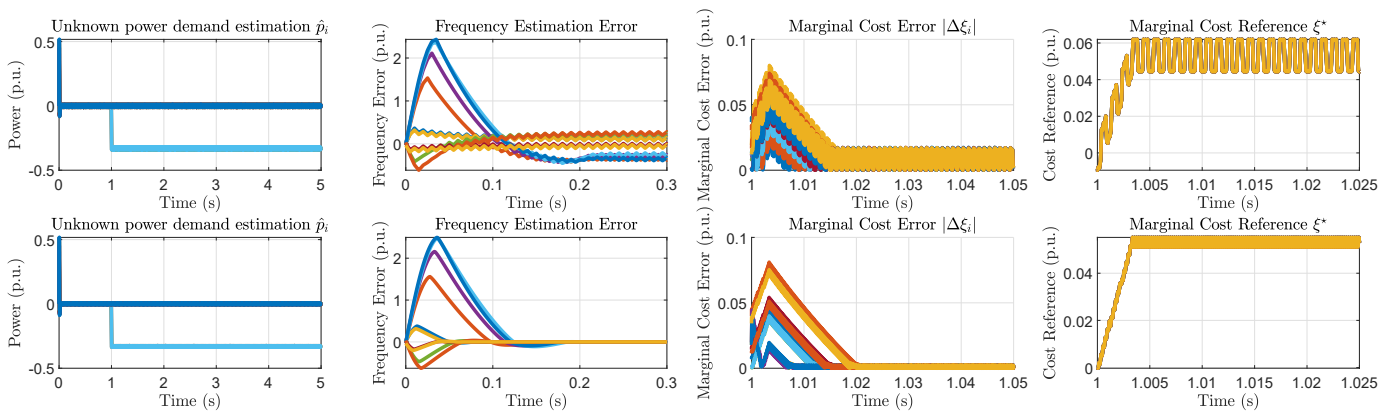 Unknown power demand estimation p̂ᵢ
Power (p.u.)
0.5
0
-0.5
0 1 2 3 4 5
Time (s)
Frequency Estimation Error
Frequency Error (p.u.)
2
1
0
0 0.1 0.2 0.3
Time (s)
Marginal Cost Error |Δξᵢ|
Marginal Cost Error (p.u.)
0.1
0.05
0
1 1.01 1.02 1.03 1.04 1.05
Time (s)
Marginal Cost Reference ξ⋆
Cost Reference (p.u.)
0.06
0.04
0.02
0
1 1.005 1.01 1.015 1.02 1.025
Time (s)
Unknown power demand estimation p̂ᵢ
Power (p.u.)
0.5
0
-0.5
0 1 2 3 4 5
Time (s)
Frequency Estimation Error
Frequency Error (p.u.)
2
1
0
0 0.1 0.2 0.3
Time (s)
Marginal Cost Error |Δξᵢ|
Marginal Cost Error (p.u.)
0.1
0.05
0
1 1.01 1.02 1.03 1.04 1.05
Time (s)
Marginal Cost Reference ξ⋆
Cost Reference (p.u.)
0.04
0.02
0
1 1.005 1.01 1.015 1.02 1.025
Time (s)